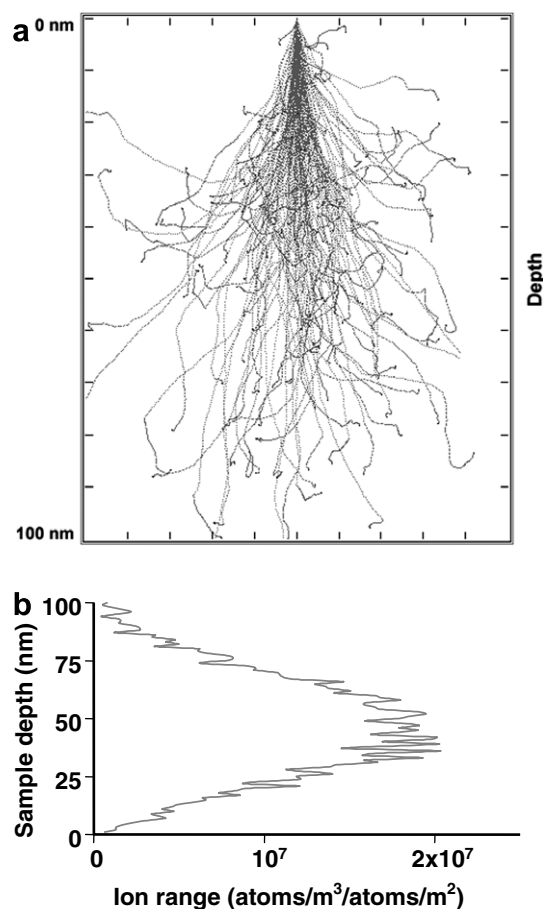 a
0 nm
Depth
100 nm
b
100
75
50
25
0
Sample depth (nm)
0
10⁷
2x10⁷
Ion range (atoms/m³/atoms/m²)